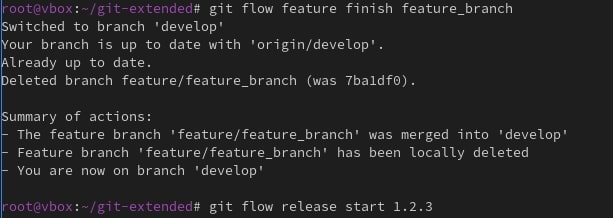 root@vbox:~/git-extended# git flow feature finish feature_branch
Switched to branch 'develop'
Your branch is up to date with 'origin/develop'.
Already up to date.
Deleted branch feature/feature_branch (was 7ba1df0).
Summary of actions:
- The feature branch 'feature/feature_branch' was merged into 'develop'
- Feature branch 'feature/feature_branch' has been locally deleted
- You are now on branch 'develop'
root@vbox:~/git-extended# git flow release start 1.2.3